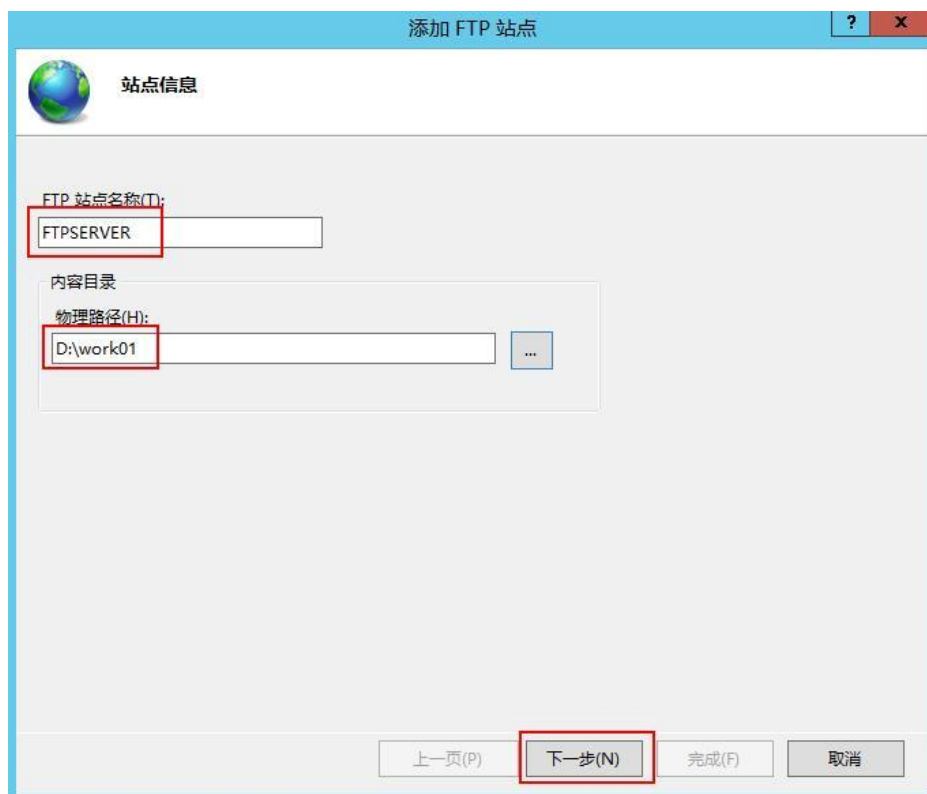 添加 FTP 站点
? x
站点信息
FTP 站点名称(T):
FTPSERVER
内容目录
物理路径(H):
D:\work01
...
上一页(P) 下一步(N) 完成(F) 取消